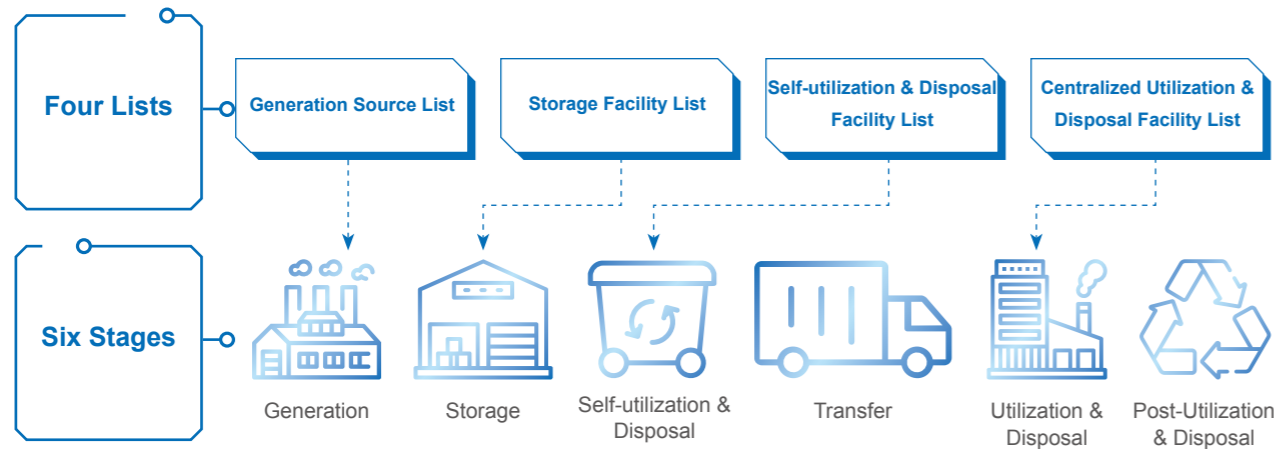 Four Lists
Generation Source List
Storage Facility List
Self-utilization & Disposal
Facility List
Centralized Utilization &
Disposal Facility List
Six Stages
Generation
Storage
Self-utilization &
Disposal
Transfer
Utilization &
Disposal
Post-Utilization
& Disposal